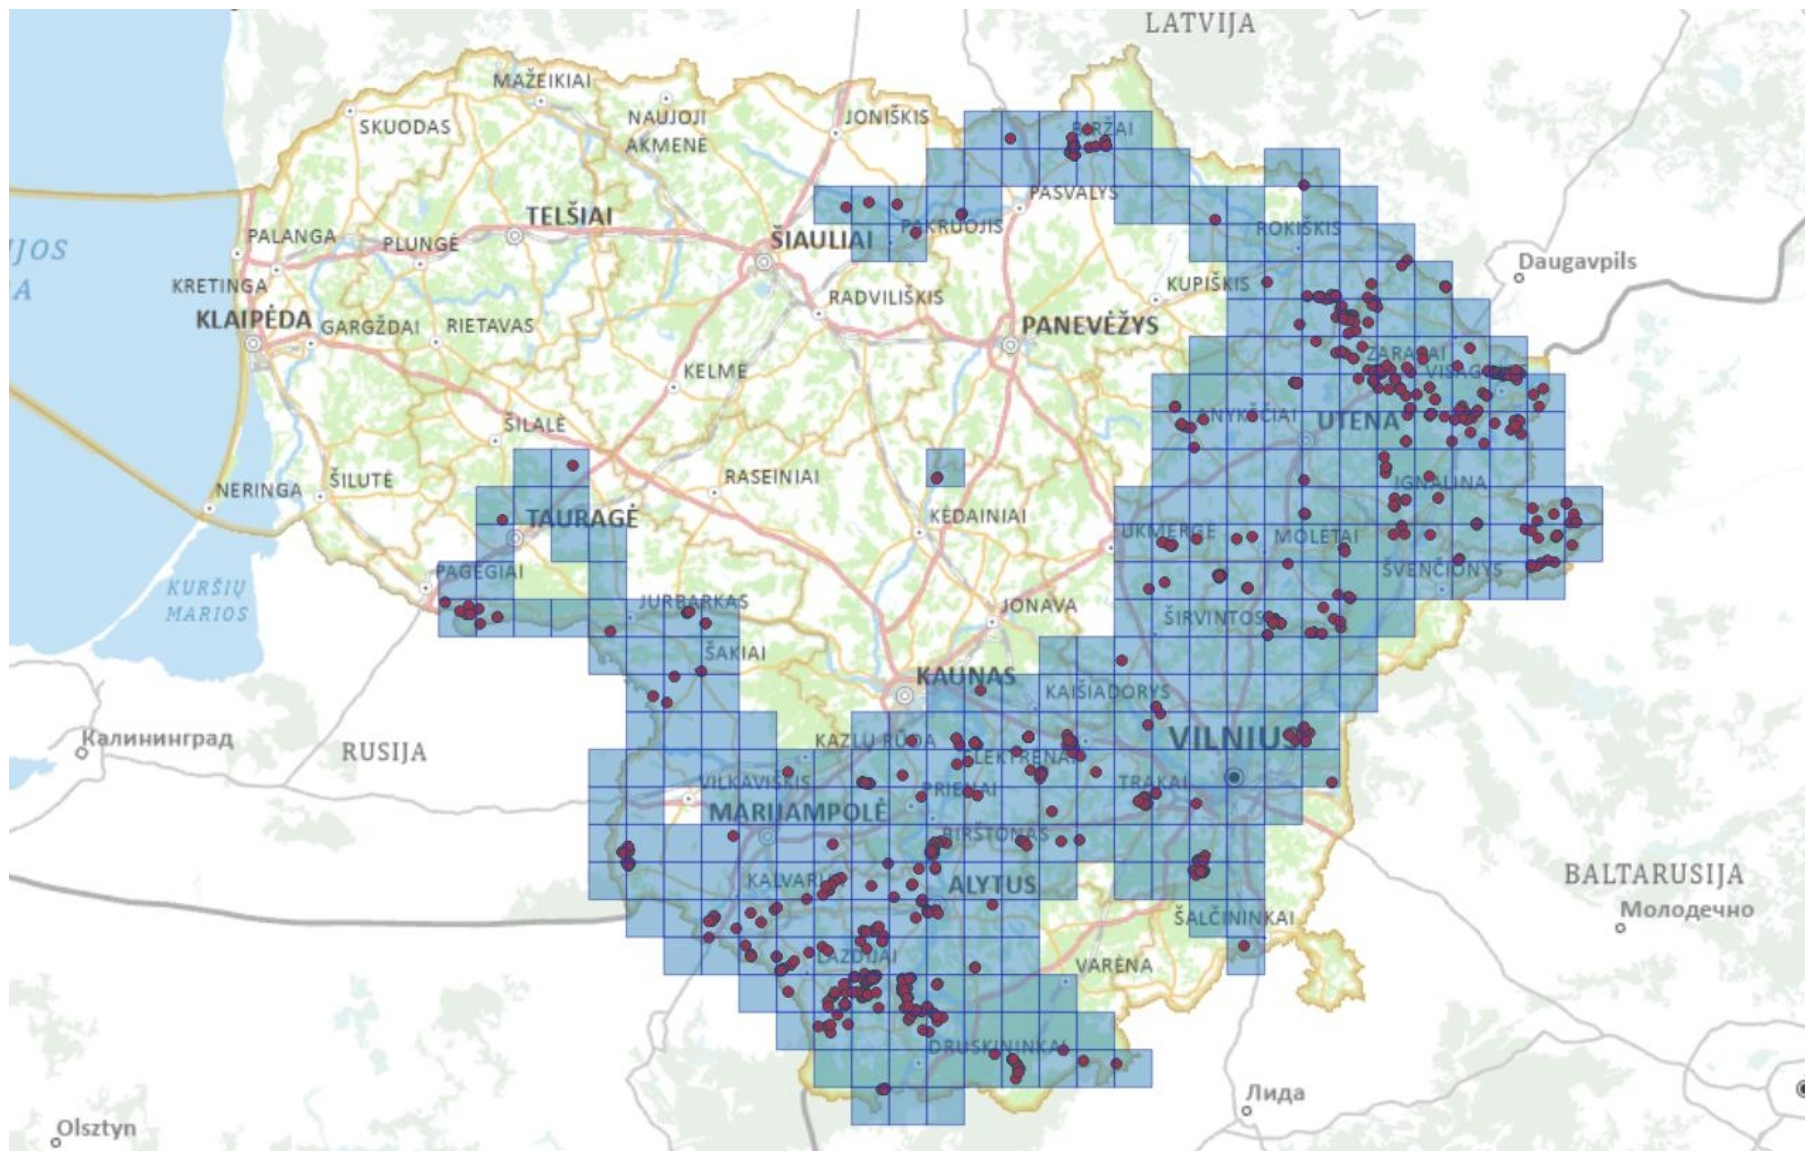 LATVIJA
MAŽEIKIAI
SKUODAS
NAUJOJI
AKMENĖ
JONIŠKIS
BIRŽAI
PASVALYS
TELŠIAI
PALANGA
PLUNGĖ
ŠIAULIAI
PAKRUOJIS
ROKIŠKIS
JOS
A
Daugavpils
KRETINGA
RADVILIŠKIS
KUPIŠKIS
KLAIPĖDA
GARGŽDAI
RIETAVAS
PANEVĖŽYS
ZARASAI
KELMĖ
VISAG
ŠILALĖ
ANYKŠČIAI
UTENA
NERINGA
ŠILUTĖ
RASEINIAI
IGNALINA
TAURAGĖ
KĖDAINIAI
UKMERGĖ
MOLĖTAI
PAGĖGIAI
ŠVENČIONYS
KURŠIŲ
MARIOS
JURBARKAS
JONAVA
ŠIRVINTOS
ŠAKIAI
KAUNAS
KAIŠIADORYS
Калининград
RUSIJA
KAZLŲ RŪDA
VILNIUS
ELEKTRĖNAI
VILKAVIŠKIS
PRIENAI
TRAKAI
MARIJAMPOLĖ
BIRŠTONAS
KALVARIJA
ALYTUS
BALTARUSIJA
ŠALČININKAI
Молодечно
LAZDIJAI
VARĖNA
DRUSKININKAI
Лида
Olsztyn